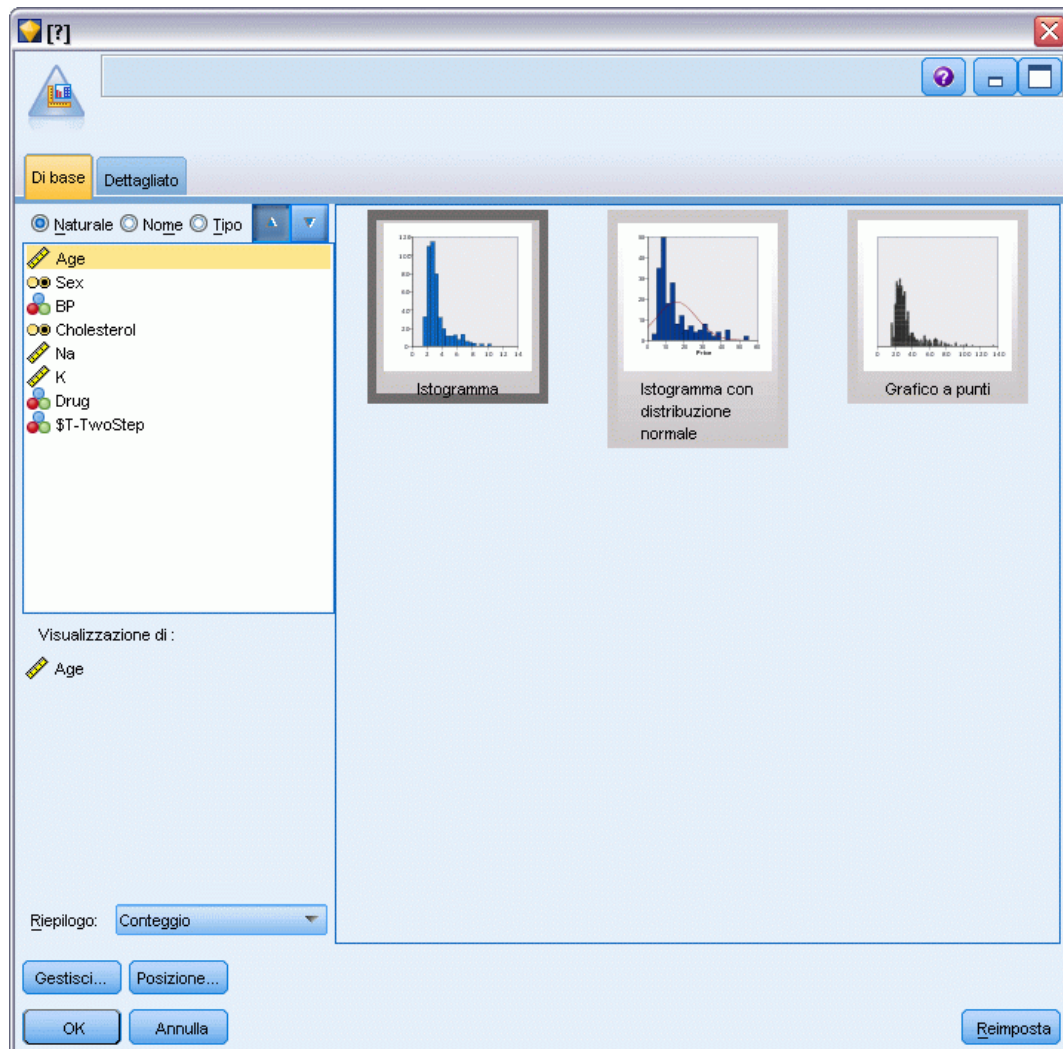 [?]
Di base
Dettagliato
Naturale
Nome
Tipo
Age
Sex
BP
Cholesterol
Na
K
Drug
$T-TwoStep
Istogramma
Price
Istogramma con
distribuzione
normale
Grafico a punti
Visualizzazione di :
Age
Riepilogo:
Conteggio
Gestisci...
Posizione...
OK
Annulla
Reimposta